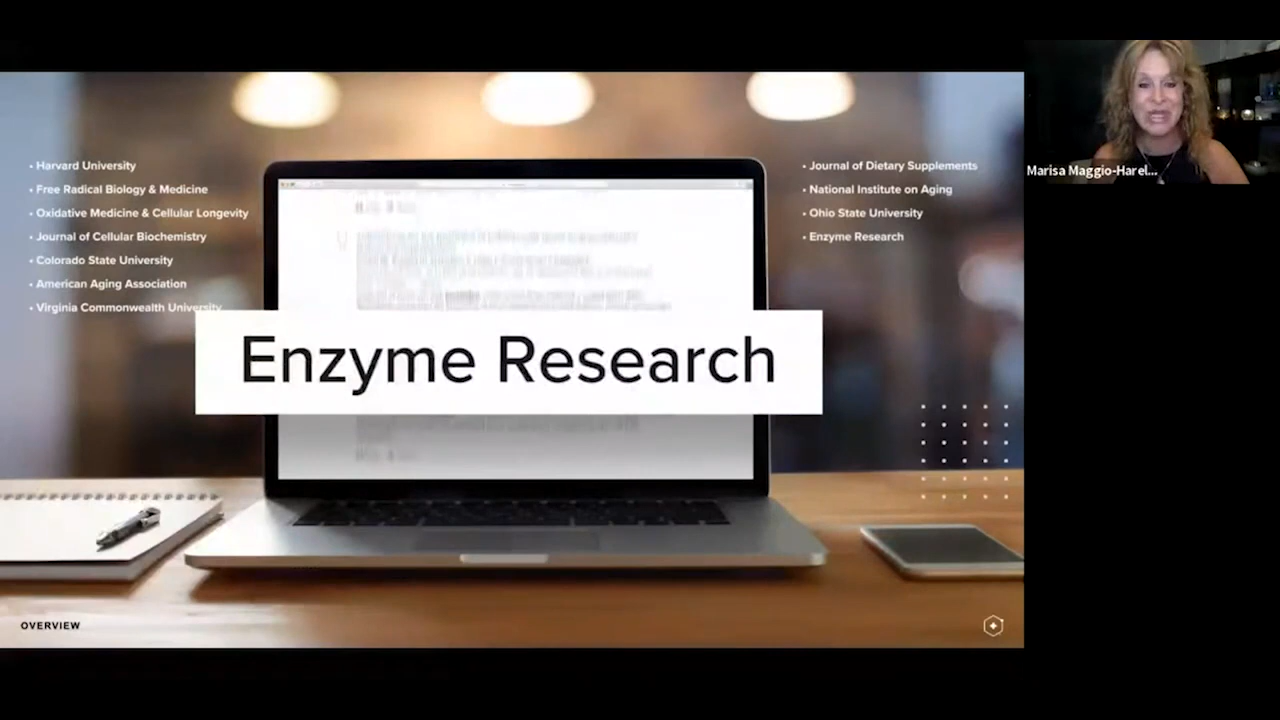 • Harvard University
• Free Radical Biology & Medicine
• Oxidative Medicine & Cellular Longevity
• Journal of Cellular Biochemistry
• Colorado State University
• American Aging Association
• Virginia Commonwealth University
• Journal of Dietary Supplements
• National Institute on Aging
• Ohio State University
• Enzyme Research
Enzyme Research
OVERVIEW
Marisa Maggio-Harel...